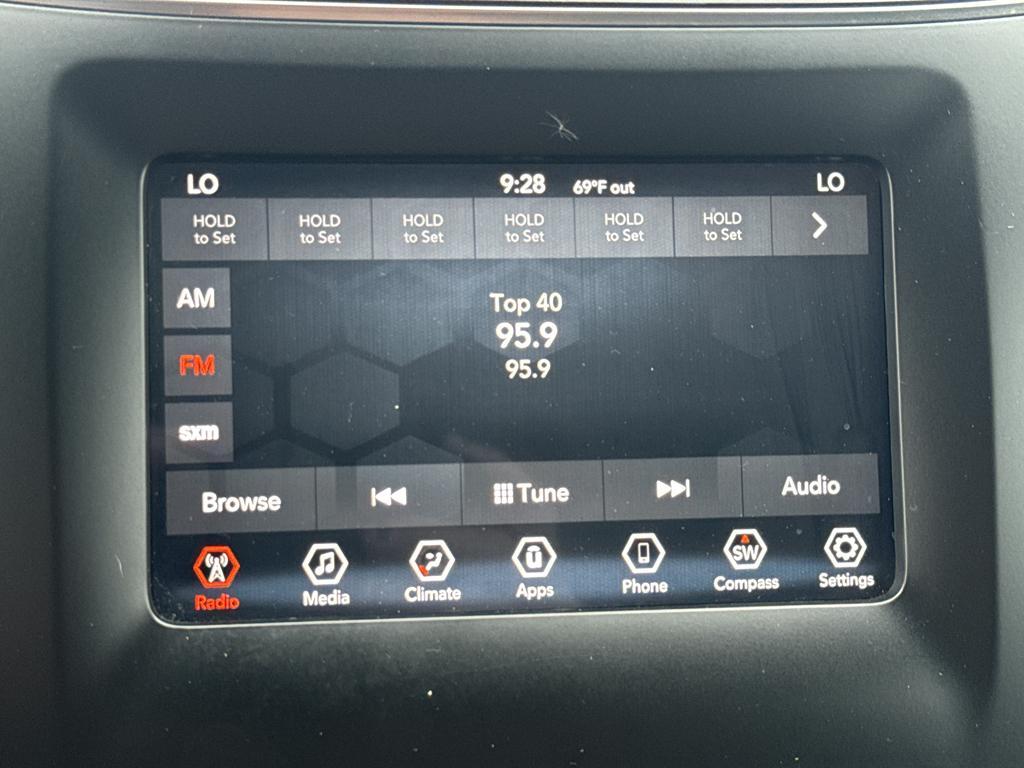 LO 9:28 69°F out LO
HOLD to Set HOLD to Set HOLD to Set HOLD to Set HOLD to Set HOLD to Set
AM
Top 40
95.9
FM
95.9
sxm
Browse Tune Audio
SW
Radio Media Climate Apps Phone Compass Settings